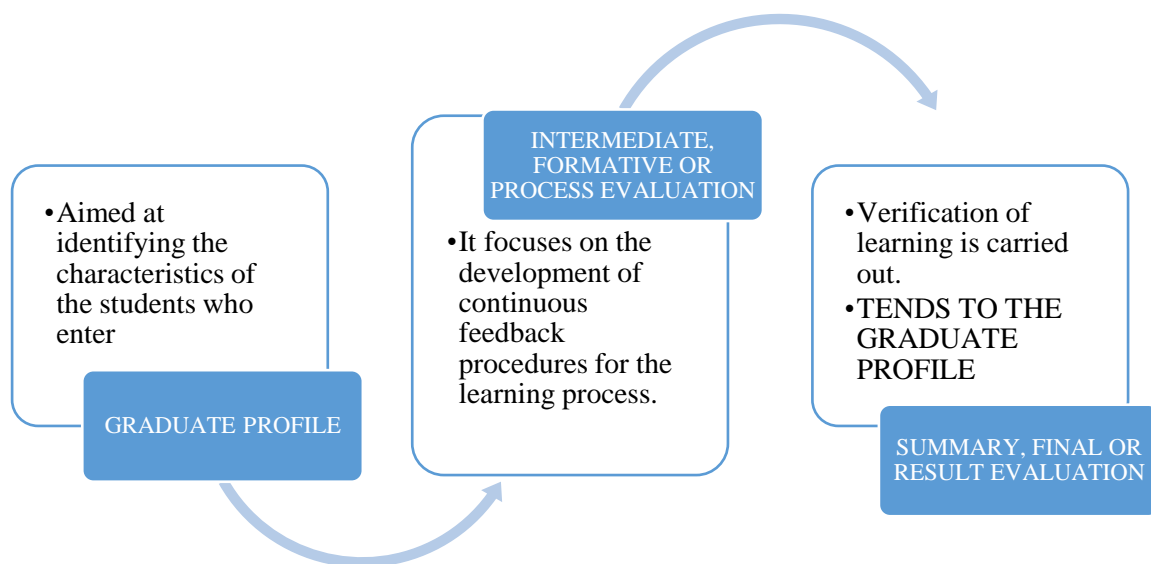 •Aimed at
identifying the
characteristics of
the students who
enter
GRADUATE PROFILE
INTERMEDIATE,
FORMATIVE OR
PROCESS EVALUATION
•It focuses on the
development of
continuous
feedback
procedures for the
learning process.
•Verification of
learning is carried
out.
•TENDS TO THE
GRADUATE
PROFILE
SUMMARY, FINAL OR
RESULT EVALUATION